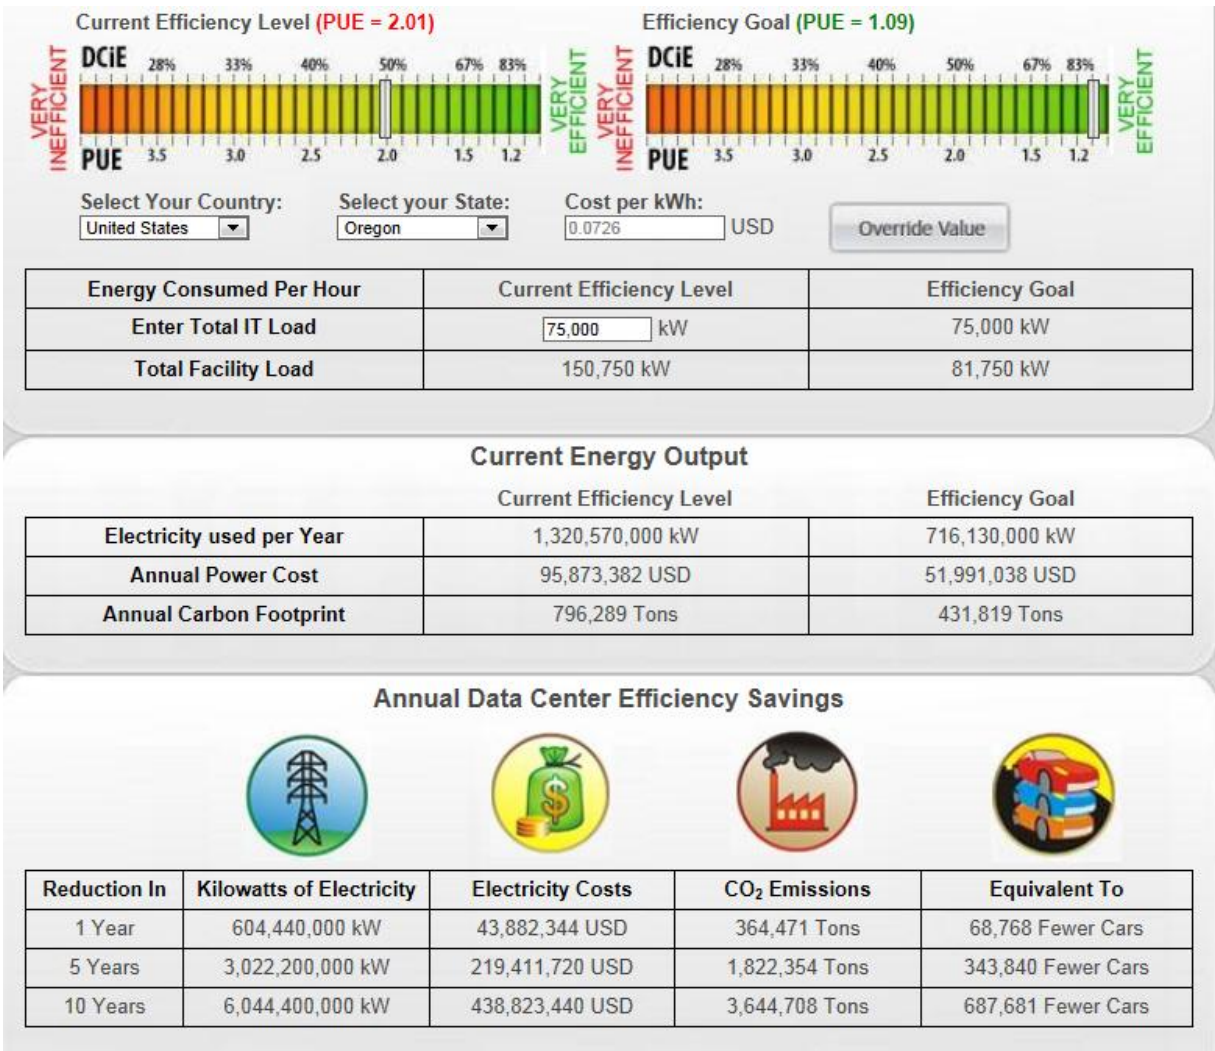 Current Efficiency Level (PUE = 2.01) Efficiency Goal (PUE = 1.09)
VERY INEFFICIENT DCiE 28% 33% 40% 50% 67% 83% VERY EFFICIENT
PUE 3.5 3.0 2.5 2.0 1.5 1.2
VERY INEFFICIENT DCiE 28% 33% 40% 50% 67% 83% VERY EFFICIENT
PUE 3.5 3.0 2.5 2.0 1.5 1.2
Select Your Country: Select your State: Cost per kWh:
United States Oregon 0.0726 USD Override Value
Energy Consumed Per Hour Current Efficiency Level Efficiency Goal
Enter Total IT Load 75,000 kW 75,000 kW
Total Facility Load 150,750 kW 81,750 kW
Current Energy Output
Current Efficiency Level Efficiency Goal
Electricity used per Year 1,320,570,000 kW 716,130,000 kW
Annual Power Cost 95,873,382 USD 51,991,038 USD
Annual Carbon Footprint 796,289 Tons 431,819 Tons
Annual Data Center Efficiency Savings
$
Reduction In Kilowatts of Electricity Electricity Costs CO₂ Emissions Equivalent To
1 Year 604,440,000 kW 43,882,344 USD 364,471 Tons 68,768 Fewer Cars
5 Years 3,022,200,000 kW 219,411,720 USD 1,822,354 Tons 343,840 Fewer Cars
10 Years 6,044,400,000 kW 438,823,440 USD 3,644,708 Tons 687,681 Fewer Cars